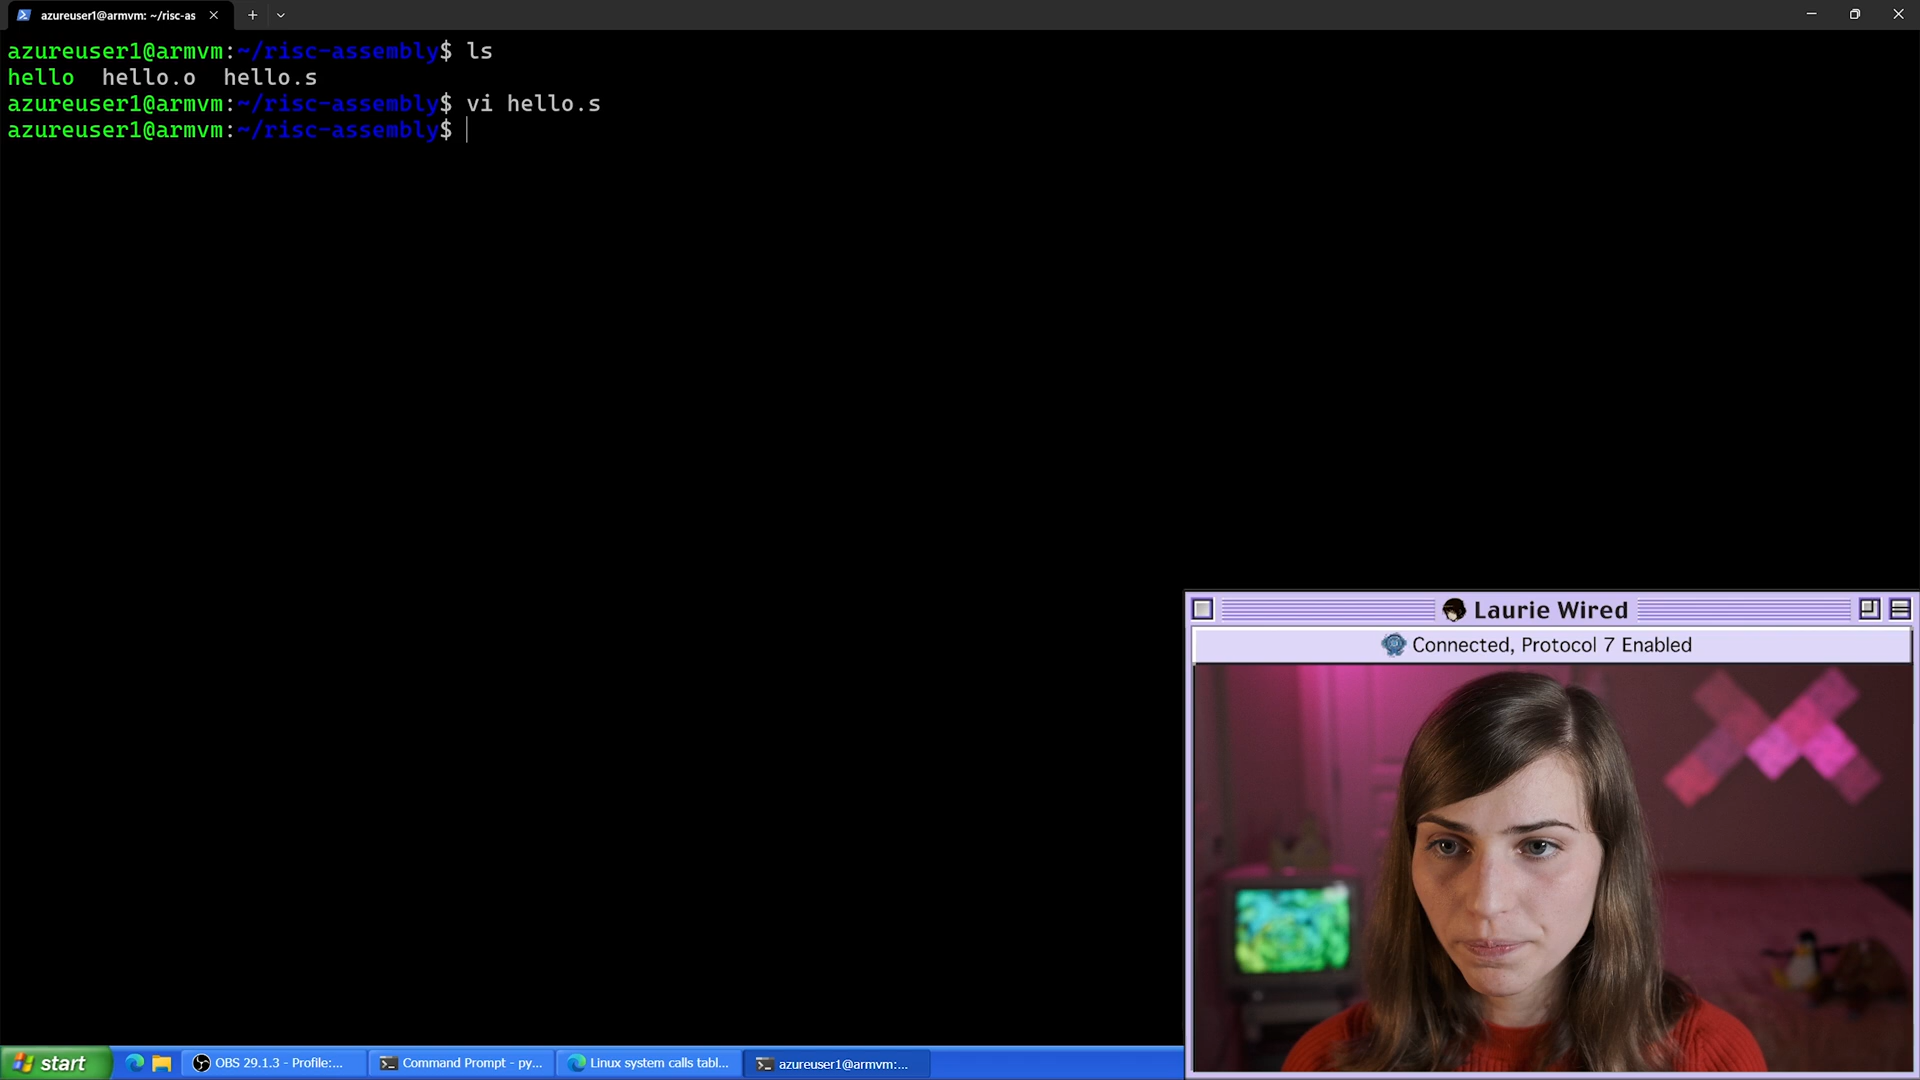 azureuser1@armvm: ~/risc-as
azureuser1@armvm:~/risc-assembly$ ls
hello  hello.o  hello.s
azureuser1@armvm:~/risc-assembly$ vi hello.s
azureuser1@armvm:~/risc-assembly$
Laurie Wired
Connected, Protocol 7 Enabled
start
OBS 29.1.3 - Profile:...
Command Prompt - py...
Linux system calls tabl...
azureuser1@armvm:...